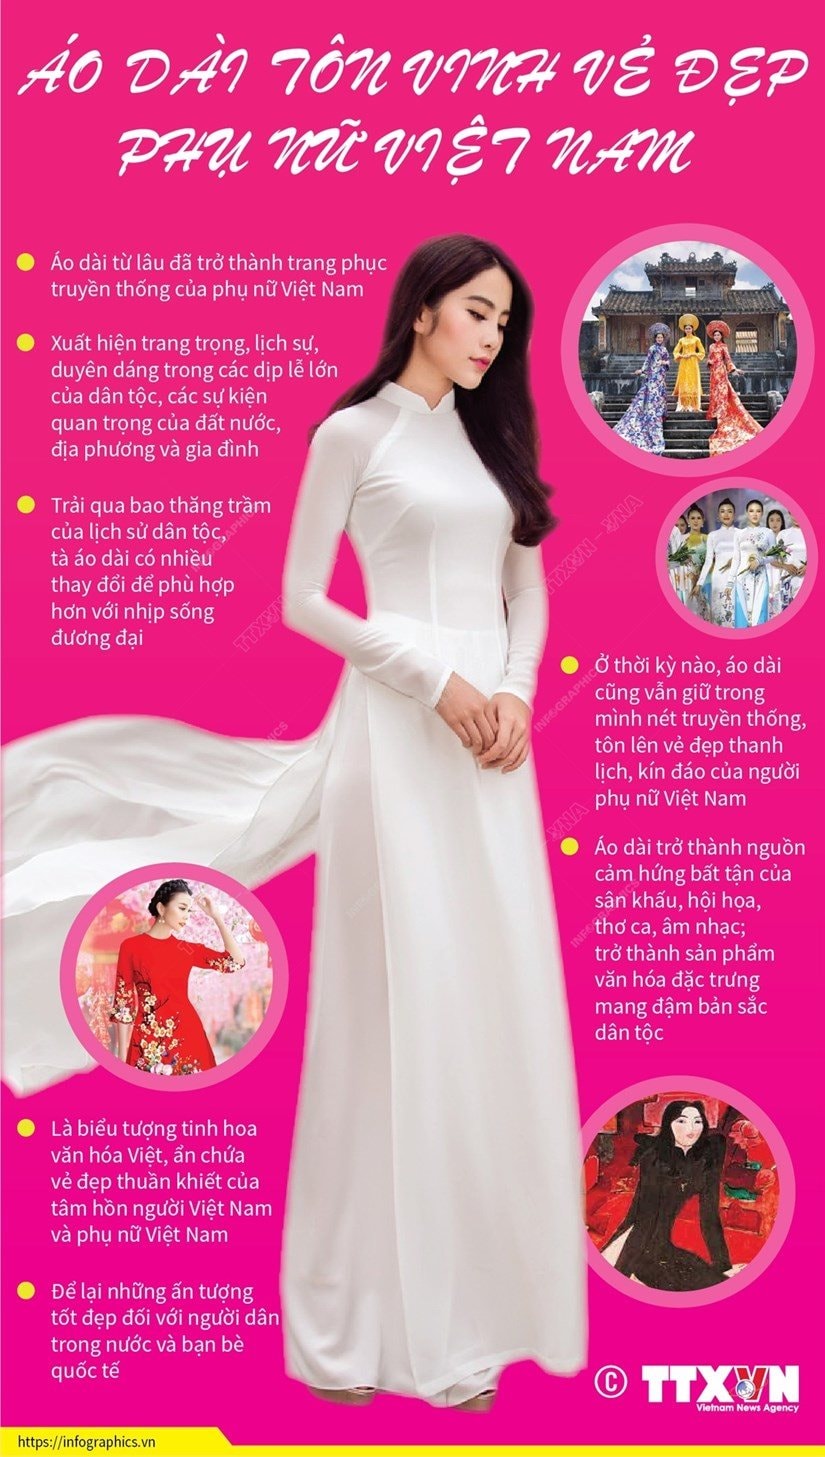 ÁO DÀI TÔN VINH VẺ ĐẸP
PHỤ NỮ VIỆT NAM
Áo dài từ lâu đã trở thành trang phục
truyền thống của phụ nữ Việt Nam
Xuất hiện trang trọng, lịch sự,
duyên dáng trong các dịp lễ lớn
của dân tộc, các sự kiện
quan trọng của đất nước,
địa phương và gia đình
Trải qua bao thăng trầm
của lịch sử dân tộc,
tà áo dài có nhiều
thay đổi để phù hợp
hơn với nhịp sống
đương đại
Ở thời kỳ nào, áo dài
cũng vẫn giữ trong
mình nét truyền thống,
tôn lên vẻ đẹp thanh
lịch, kín đáo của người
phụ nữ Việt Nam
Áo dài trở thành nguồn
cảm hứng bất tận của
sân khấu, hội họa,
thơ ca, âm nhạc;
trở thành sản phẩm
văn hóa đặc trưng
mang đậm bản sắc
dân tộc
Là biểu tượng tinh hoa
văn hóa Việt, ẩn chứa
vẻ đẹp thuần khiết của
tâm hồn người Việt Nam
và phụ nữ Việt Nam
Để lại những ấn tượng
tốt đẹp đối với người dân
trong nước và bạn bè
quốc tế
© TTXVN
Vietnam News Agency
https://infographics.vn
TTXVN - VNA
INFOGRAPHICS